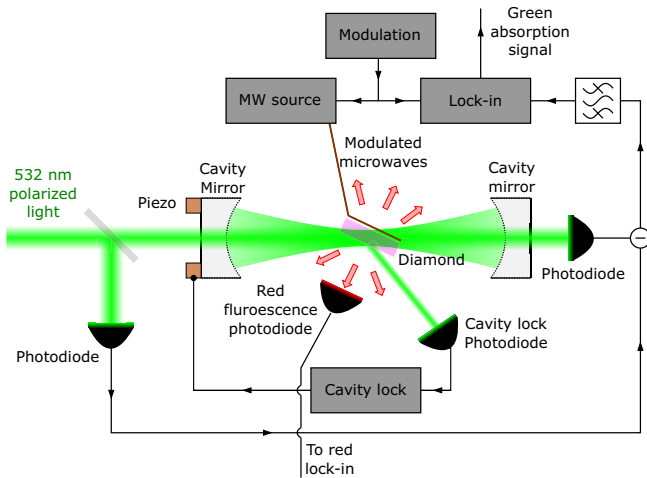 Green
absorption
signal
Modulation
MW source
Lock-in
Modulated
microwaves
532 nm
polarized
light
Cavity
Mirror
Piezo
Cavity
mirror
Diamond
Photodiode
Red
fluroescence
photodiode
Cavity lock
Photodiode
Photodiode
Cavity lock
To red
lock-in